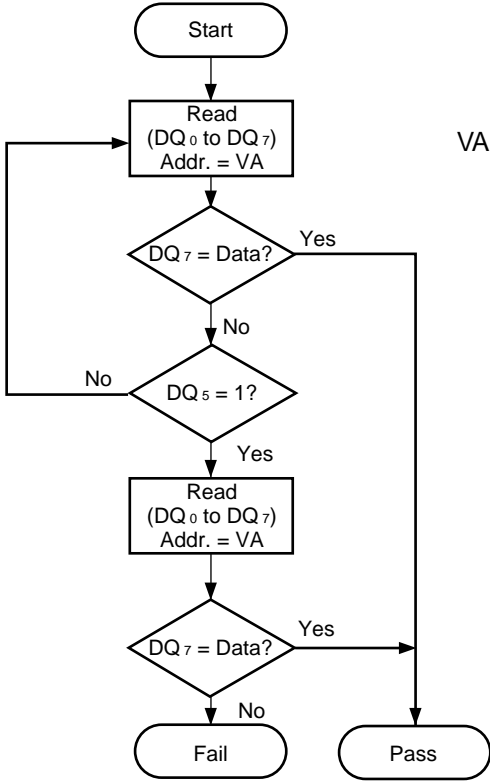 Start
Read
(DQ0 to DQ7)
Addr. = VA
VA
DQ7 = Data?
Yes
No
DQ5 = 1?
No
Yes
Read
(DQ0 to DQ7)
Addr. = VA
DQ7 = Data?
Yes
No
Fail
Pass